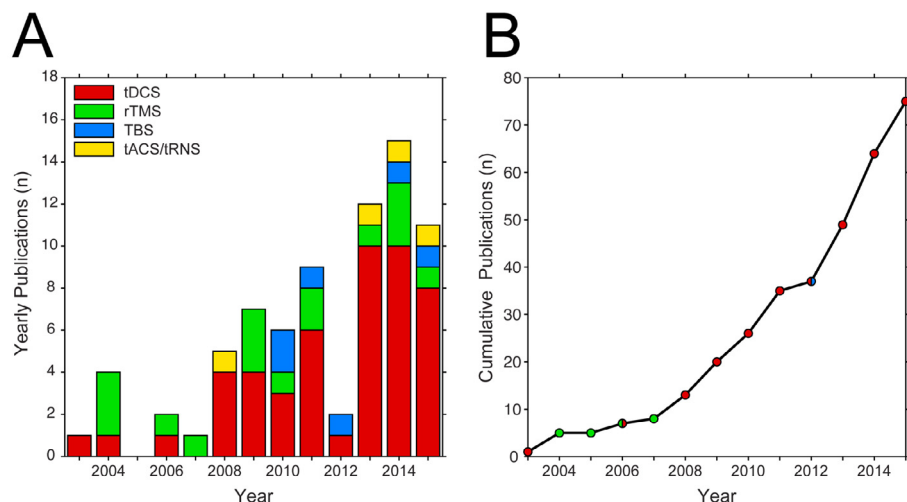 A
Yearly Publications (n)
18
16
14
12
10
8
6
4
2
0
tDCS
rTMS
TBS
tACS/tRNS
2004 2006 2008 2010 2012 2014
Year
B
Cumulative Publications (n)
80
70
60
50
40
30
20
10
0
2004 2006 2008 2010 2012 2014
Year